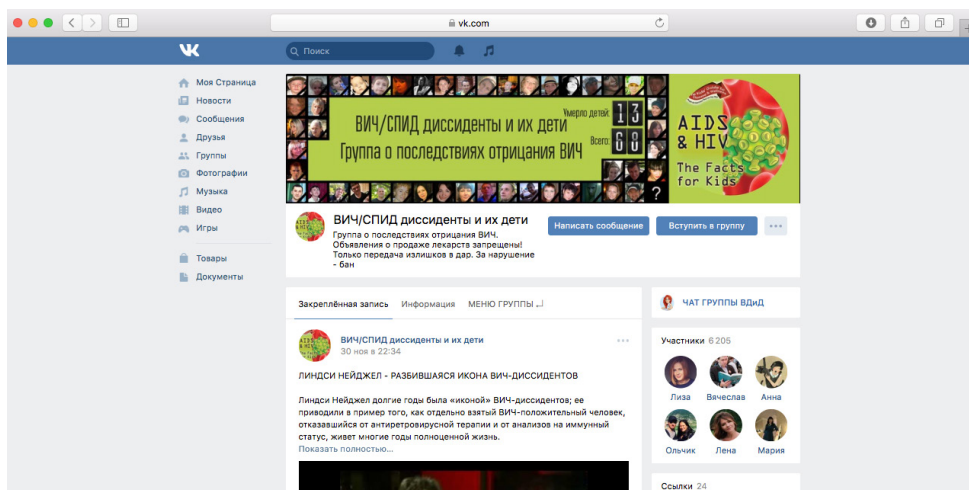 vk.com
Поиск
Моя Страница
Новости
Сообщения
Друзья
Группы
Фотографии
Музыка
Видео
Игры
Товары
Документы
ВИЧ/СПИД диссиденты и их дети
Группа о последствиях отрицания ВИЧ
Умерло детей: 13
Всего: 60
AIDS
& HIV
The Facts
for Kids
?
ВИЧ/СПИД диссиденты и их дети
Группа о последствиях отрицания ВИЧ.
Объявления о продаже лекарств запрещены!
Только передача излишков в дар. За нарушение
- бан
Написать сообщение
Вступить в группу
Закреплённая запись Информация МЕНЮ ГРУППЫ
ВИЧ/СПИД диссиденты и их дети
30 ноя в 22:34
ЛИНДСИ НЕЙДЖЕЛ - РАЗБИВШАЯСЯ ИКОНА ВИЧ-ДИССИДЕНТОВ
Линдси Нейджел долгие годы была «иконой» ВИЧ-диссидентов; ее
приводили в пример того, как отдельно взятый ВИЧ-положительный человек,
отказавшийся от антиретровирусной терапии и от анализов на иммунный
статус, живет многие годы полноценной жизнь.
Показать полностью...
ЧАТ ГРУППЫ ВДиД
Участники 6 205
Лиза Вячеслав Анна
Ольчик Лена Мария
Ссылки 24